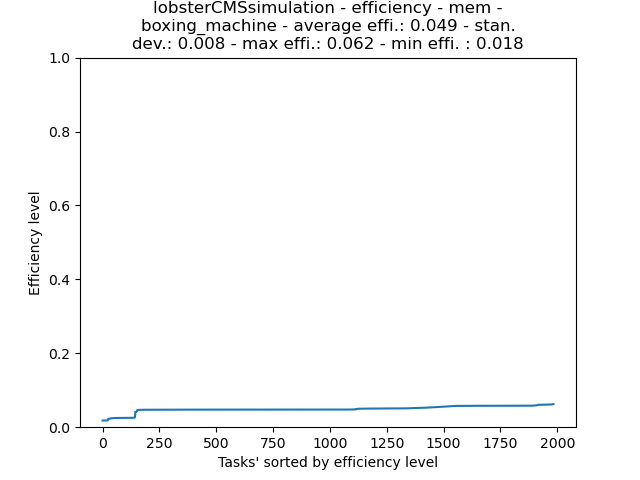 lobsterCMSsimulation - efficiency - mem -
boxing_machine - average effi.: 0.049 - stan.
dev.: 0.008 - max effi.: 0.062 - min effi. : 0.018
1.0
0.8
0.6
0.4
0.2
0.0
Efficiency level
0 250 500 750 1000 1250 1500 1750 2000
Tasks' sorted by efficiency level